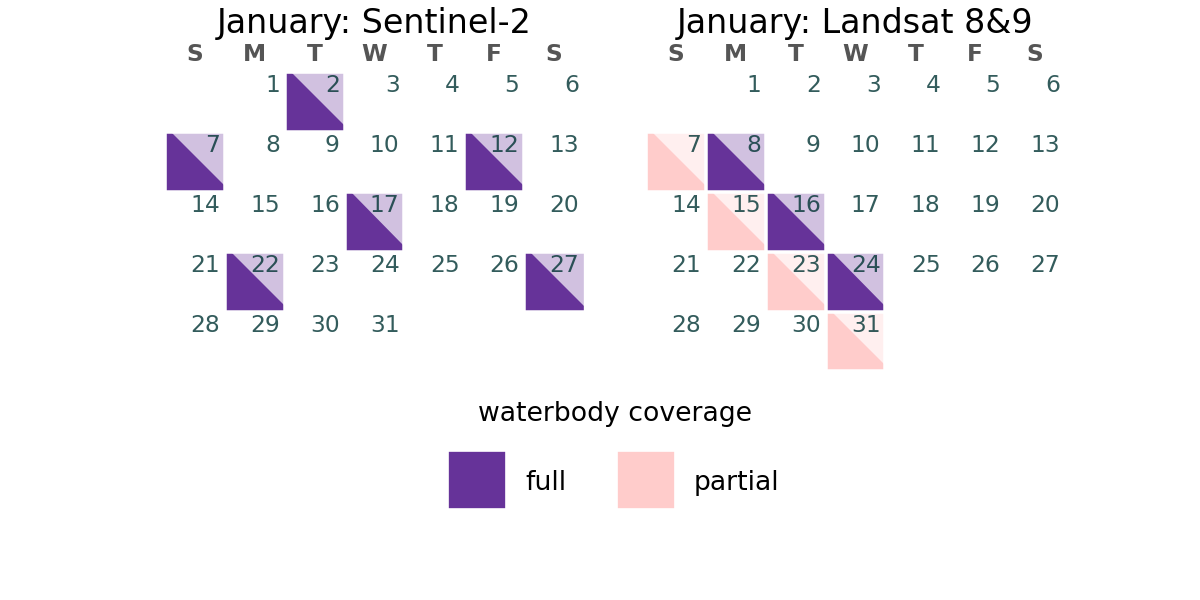 January: Sentinel-2
S M T W T F S
1 2 3 4 5 6
7 8 9 10 11 12 13
14 15 16 17 18 19 20
21 22 23 24 25 26 27
28 29 30 31
January: Landsat 8&9
S M T W T F S
1 2 3 4 5 6
7 8 9 10 11 12 13
14 15 16 17 18 19 20
21 22 23 24 25 26 27
28 29 30 31
waterbody coverage
full partial